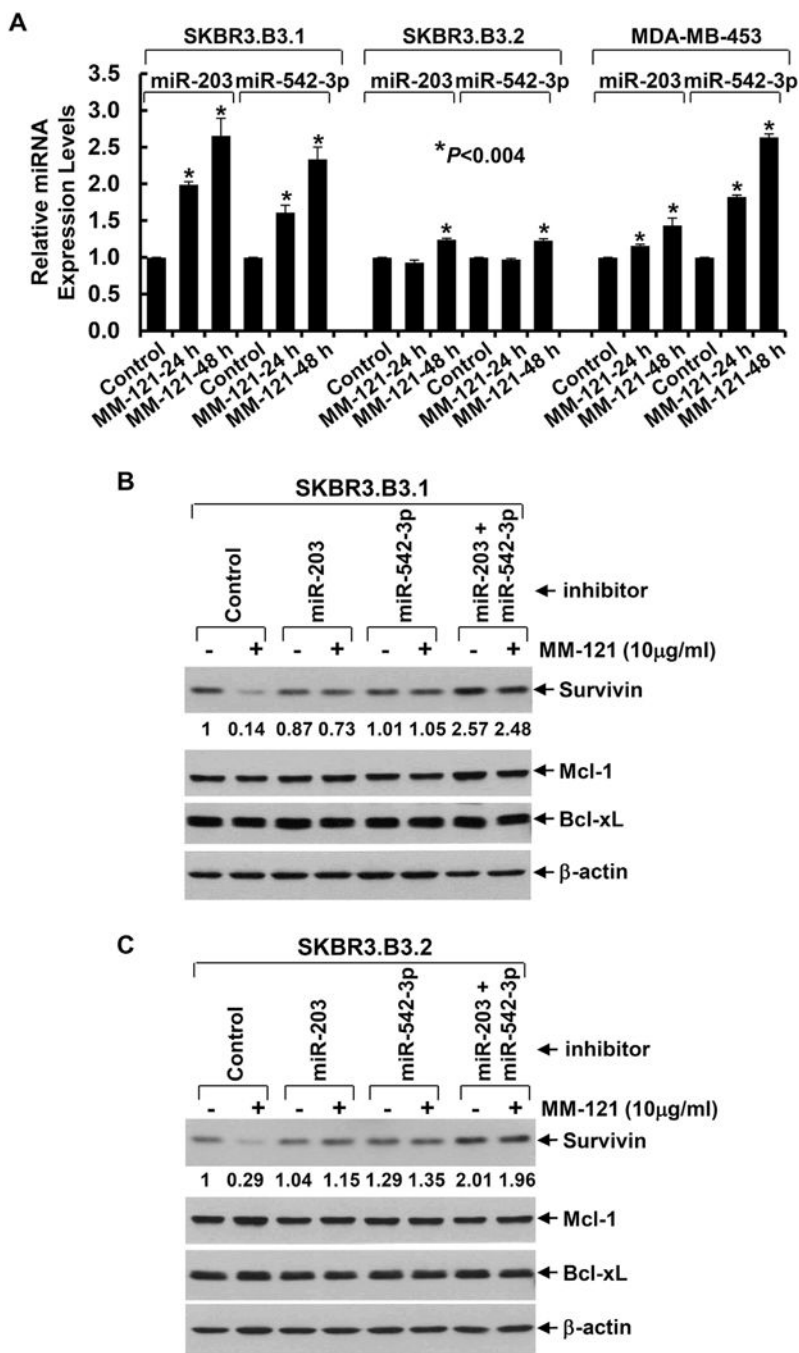 A
SKBR3.B3.1 SKBR3.B3.2 MDA-MB-453
miR-203 miR-542-3p miR-203 miR-542-3p miR-203 miR-542-3p
Relative miRNA
Expression Levels
3.5
3.0
2.5
2.0
1.5
1.0
0.5
0.0
* * * * * * * * * *
*P<0.004
Control MM-121-24 h MM-121-48 h Control MM-121-24 h MM-121-48 h Control MM-121-24 h MM-121-48 h Control MM-121-24 h MM-121-48 h Control MM-121-24 h MM-121-48 h Control MM-121-24 h MM-121-48 h
B
SKBR3.B3.1
Control miR-203 miR-542-3p miR-203 +
miR-542-3p
inhibitor
- + - + - + - + MM-121 (10μg/ml)
Survivin
1 0.14 0.87 0.73 1.01 1.05 2.57 2.48
Mcl-1
Bcl-xL
β-actin
C
SKBR3.B3.2
Control miR-203 miR-542-3p miR-203 +
miR-542-3p
inhibitor
- + - + - + - + MM-121 (10μg/ml)
Survivin
1 0.29 1.04 1.15 1.29 1.35 2.01 1.96
Mcl-1
Bcl-xL
β-actin